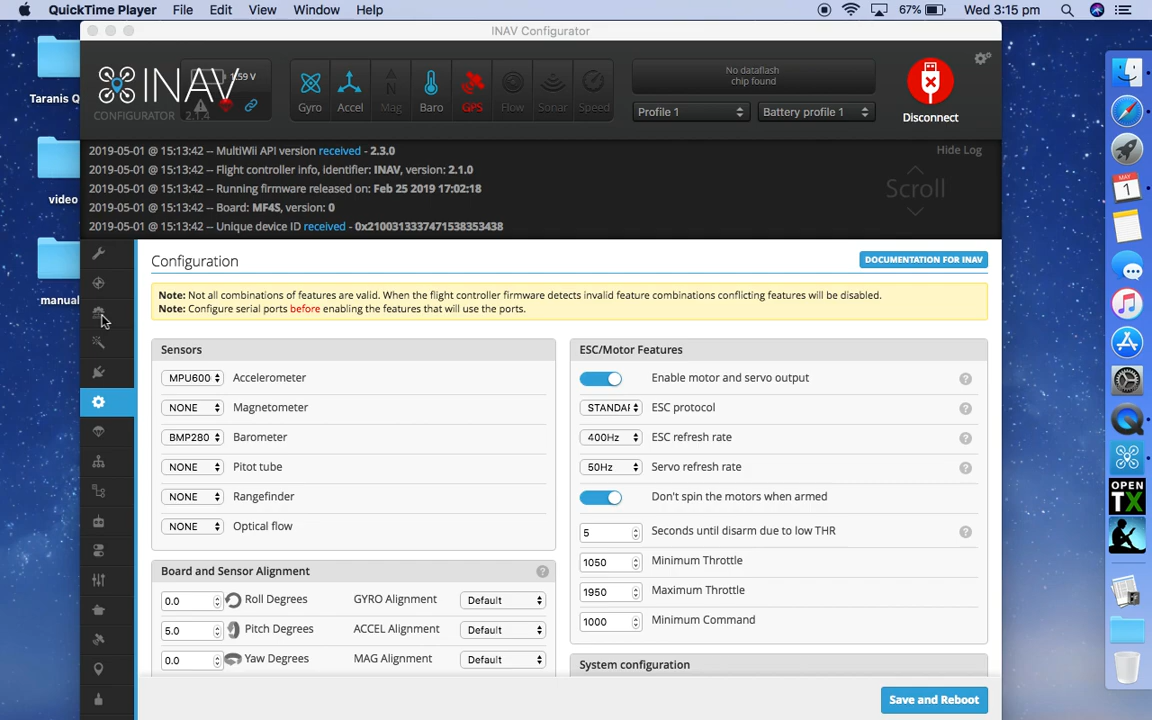 QuickTime Player File Edit View Window Help 67% Wed 3:15 pm
INAV Configurator
Taranis Q
video
manual
INAV
CONFIGURATOR 2.1.4
1:59 V
Gyro Accel Mag Baro GPS Flow Sonar Speed
No dataflash
chip found
Profile 1 Battery profile 1
Disconnect
2019-05-01 @ 15:13:42 -- MultiWii API version received - 2.3.0
Hide Log
2019-05-01 @ 15:13:42 -- Flight controller info, identifier: INAV, version: 2.1.0
2019-05-01 @ 15:13:42 -- Running firmware released on: Feb 25 2019 17:02:18
Scroll
2019-05-01 @ 15:13:42 -- Board: MF4S, version: 0
2019-05-01 @ 15:13:42 -- Unique device ID received - 0x2100313337471538353438
Configuration
DOCUMENTATION FOR INAV
Note: Not all combinations of features are valid. When the flight controller firmware detects invalid feature combinations conflicting features will be disabled.
Note: Configure serial ports before enabling the features that will use the ports.
Sensors
MPU600 Accelerometer
NONE Magnetometer
BMP280 Barometer
NONE Pitot tube
NONE Rangefinder
NONE Optical flow
Board and Sensor Alignment
0.0 Roll Degrees GYRO Alignment Default
5.0 Pitch Degrees ACCEL Alignment Default
0.0 Yaw Degrees MAG Alignment Default
ESC/Motor Features
Enable motor and servo output
STANDAR ESC protocol
400Hz ESC refresh rate
50Hz Servo refresh rate
Don't spin the motors when armed
5 Seconds until disarm due to low THR
1050 Minimum Throttle
1950 Maximum Throttle
1000 Minimum Command
System configuration
Save and Reboot
MAY
1
OPEN
TX